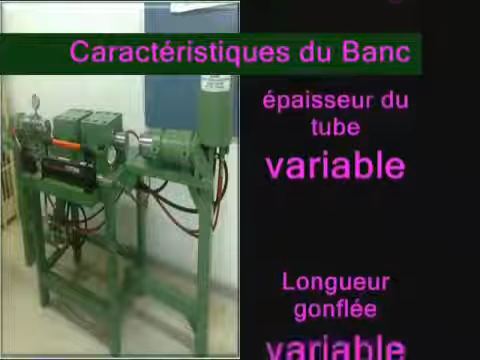 Caractéristiques du Banc
épaisseur du
tube
variable
Longueur
gonflée
variable